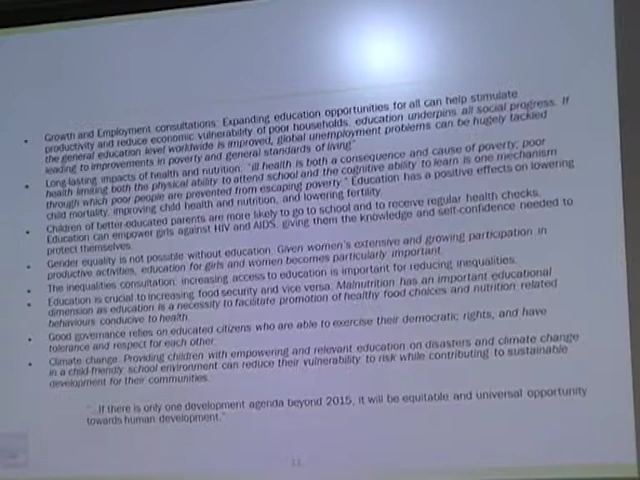 • Growth and Employment consultations: Expanding education opportunities for all can help stimulate
productivity and reduce economic vulnerability of poor households, education underpins all social progress. If
the general education level worldwide is improved, global unemployment problems can be hugely tackled
leading to improvements in poverty and general standards of living"
• Long-lasting impacts of health and nutrition: "ill health is both a consequence and cause of poverty; poor
health limiting both the physical ability to attend school and the cognitive ability to learn is one mechanism
through which poor people are prevented from escaping poverty." Education has a positive effects on lowering
child mortality, improving child health and nutrition, and lowering fertility.
• Children of better-educated parents are more likely to go to school and to receive regular health checks.
Education can empower girls against HIV and AIDS, giving them the knowledge and self-confidence needed to
protect themselves.
• Gender equality is not possible without education. Given women's extensive and growing participation in
productive activities, education for girls and women becomes particularly important.
• The inequalities consultation: increasing access to education is important for reducing inequalities.
• Education is crucial to increasing food security and vice versa. Malnutrition has an important educational
dimension as education is a necessity to facilitate promotion of healthy food choices and nutrition related
behaviours conducive to health.
• Good governance relies on educated citizens who are able to exercise their democratic rights, and have
tolerance and respect for each other.
• Climate change: Providing children with empowering and relevant education on disasters and climate change
in a child-friendly school environment can reduce their vulnerability to risk while contributing to sustainable
development for their communities.
"...If there is only one development agenda beyond 2015, it will be equitable and universal opportunity
towards human development."
11